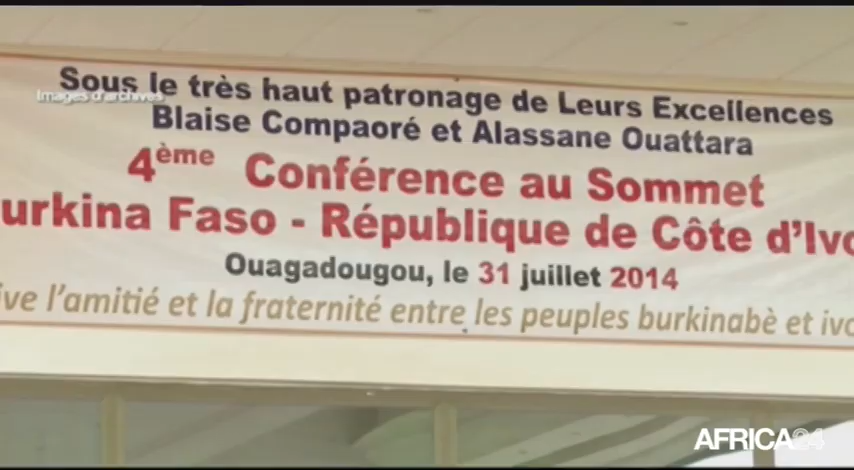 Sous le très haut patronage de Leurs Excellences
Images d'archives
Blaise Compaoré et Alassane Ouattara
4ème Conférence au Sommet
urkina Faso - République de Côte d'Ivo
Ouagadougou, le 31 juillet 2014
ive l'amitié et la fraternité entre les peuples burkinabè et ivo
AFRICA24